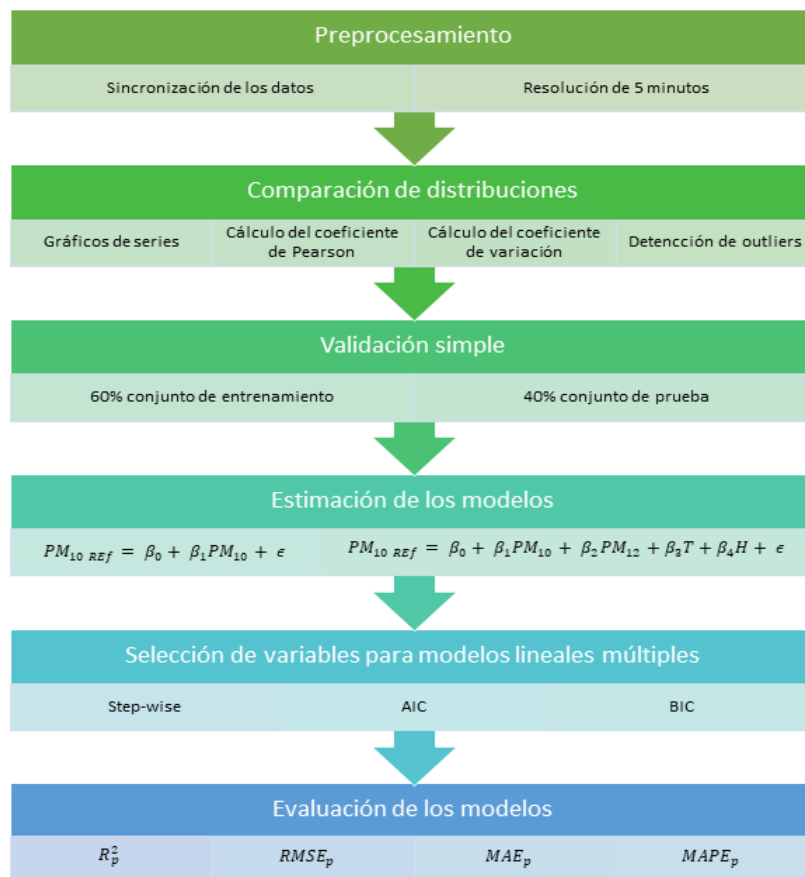 Preprocesamiento
Sincronización de los datos
Resolución de 5 minutos
Comparación de distribuciones
Gráficos de series
Cálculo del coeficiente
de Pearson
Cálculo del coeficiente
de variación
Detencción de outliers
Validación simple
60% conjunto de entrenamiento
40% conjunto de prueba
Estimación de los modelos
PM₁₀ REf = β₀ + β₁PM₁₀ + ϵ
PM₁₀ REf = β₀ + β₁PM₁₀ + β₂PM₁₂ + β₃T + β₄H + ϵ
Selección de variables para modelos lineales múltiples
Step-wise
AIC
BIC
Evaluación de los modelos
R²ₚ
RMSEₚ
MAEₚ
MAPEₚ